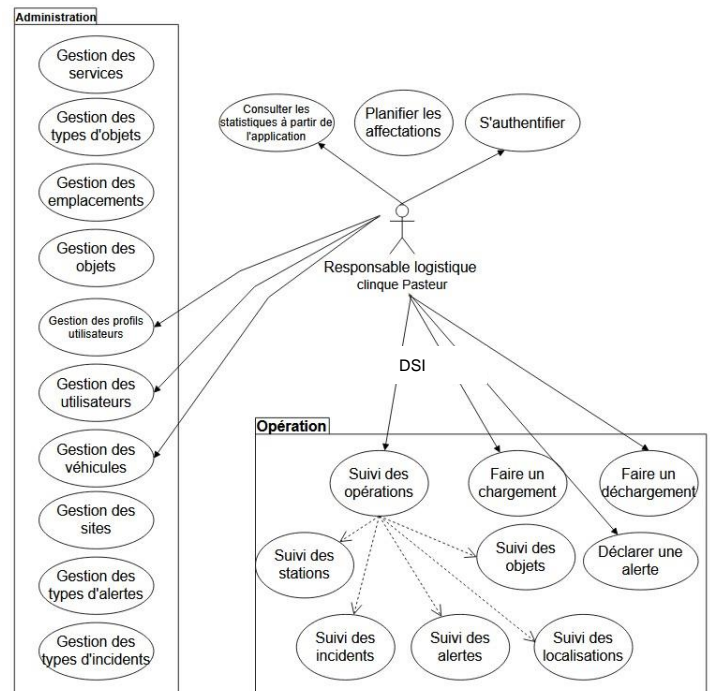 Administration
Gestion des
services
Gestion des
types d'objets
Gestion des
emplacements
Gestion des
objets
Gestion des profils
utilisateurs
Gestion des
utilisateurs
Gestion des
véhicules
Gestion des
sites
Gestion des
types d'alertes
Gestion des
types d'incidents
Consulter les
statistiques à partir de
l'application
Planifier les
affectations
S'authentifier
Responsable logistique
clinque Pasteur
DSI
Opération
Suivi des
opérations
Faire un
chargement
Faire un
déchargement
Suivi des
stations
Suivi des
objets
Déclarer une
alerte
Suivi des
incidents
Suivi des
alertes
Suivi des
localisations